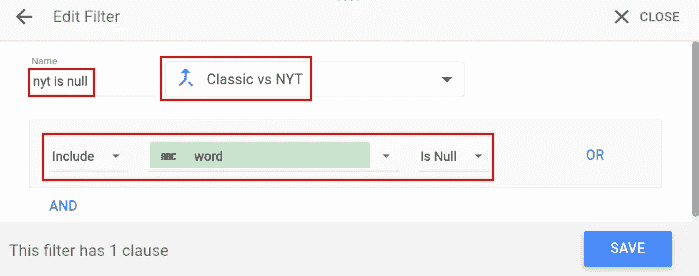 Edit Filter
CLOSE
Name
nyt is null
Classic vs NYT
Include ABC word Is Null OR
AND
This filter has 1 clause
SAVE